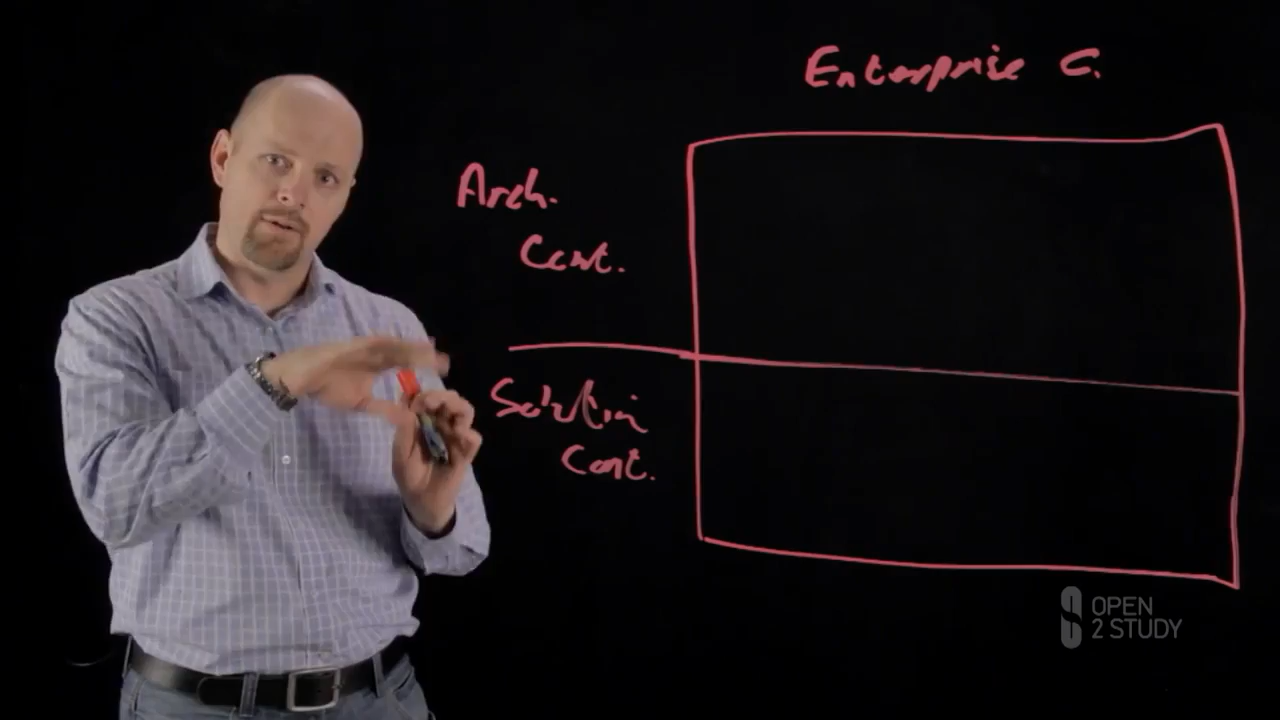 Enterprise C.
Arch.
Cont.
Solution
Cont.
OPEN
2 STUDY